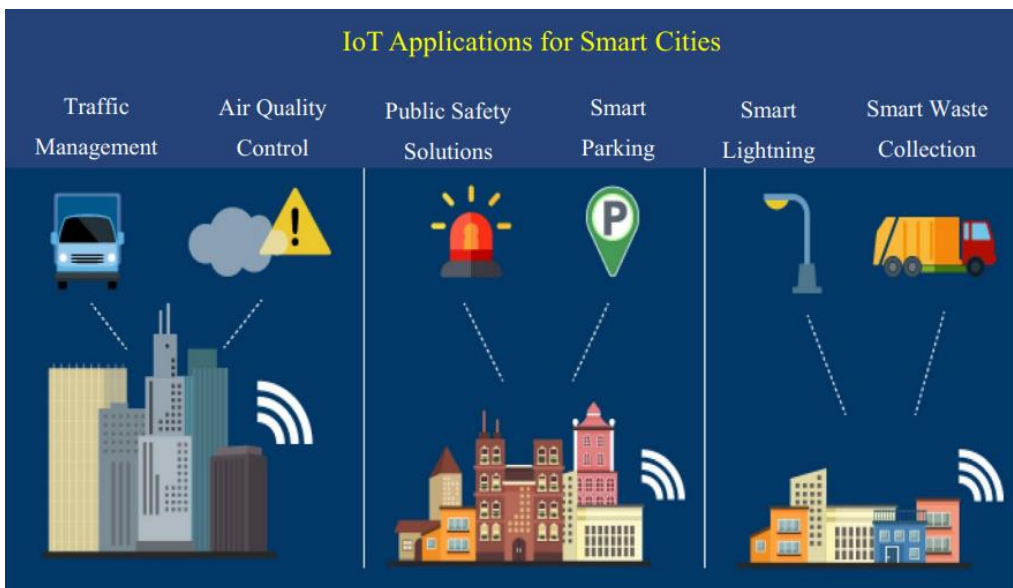 IoT Applications for Smart Cities
Traffic
Management
Air Quality
Control
Public Safety
Solutions
Smart
Parking
Smart
Lightning
Smart Waste
Collection
P